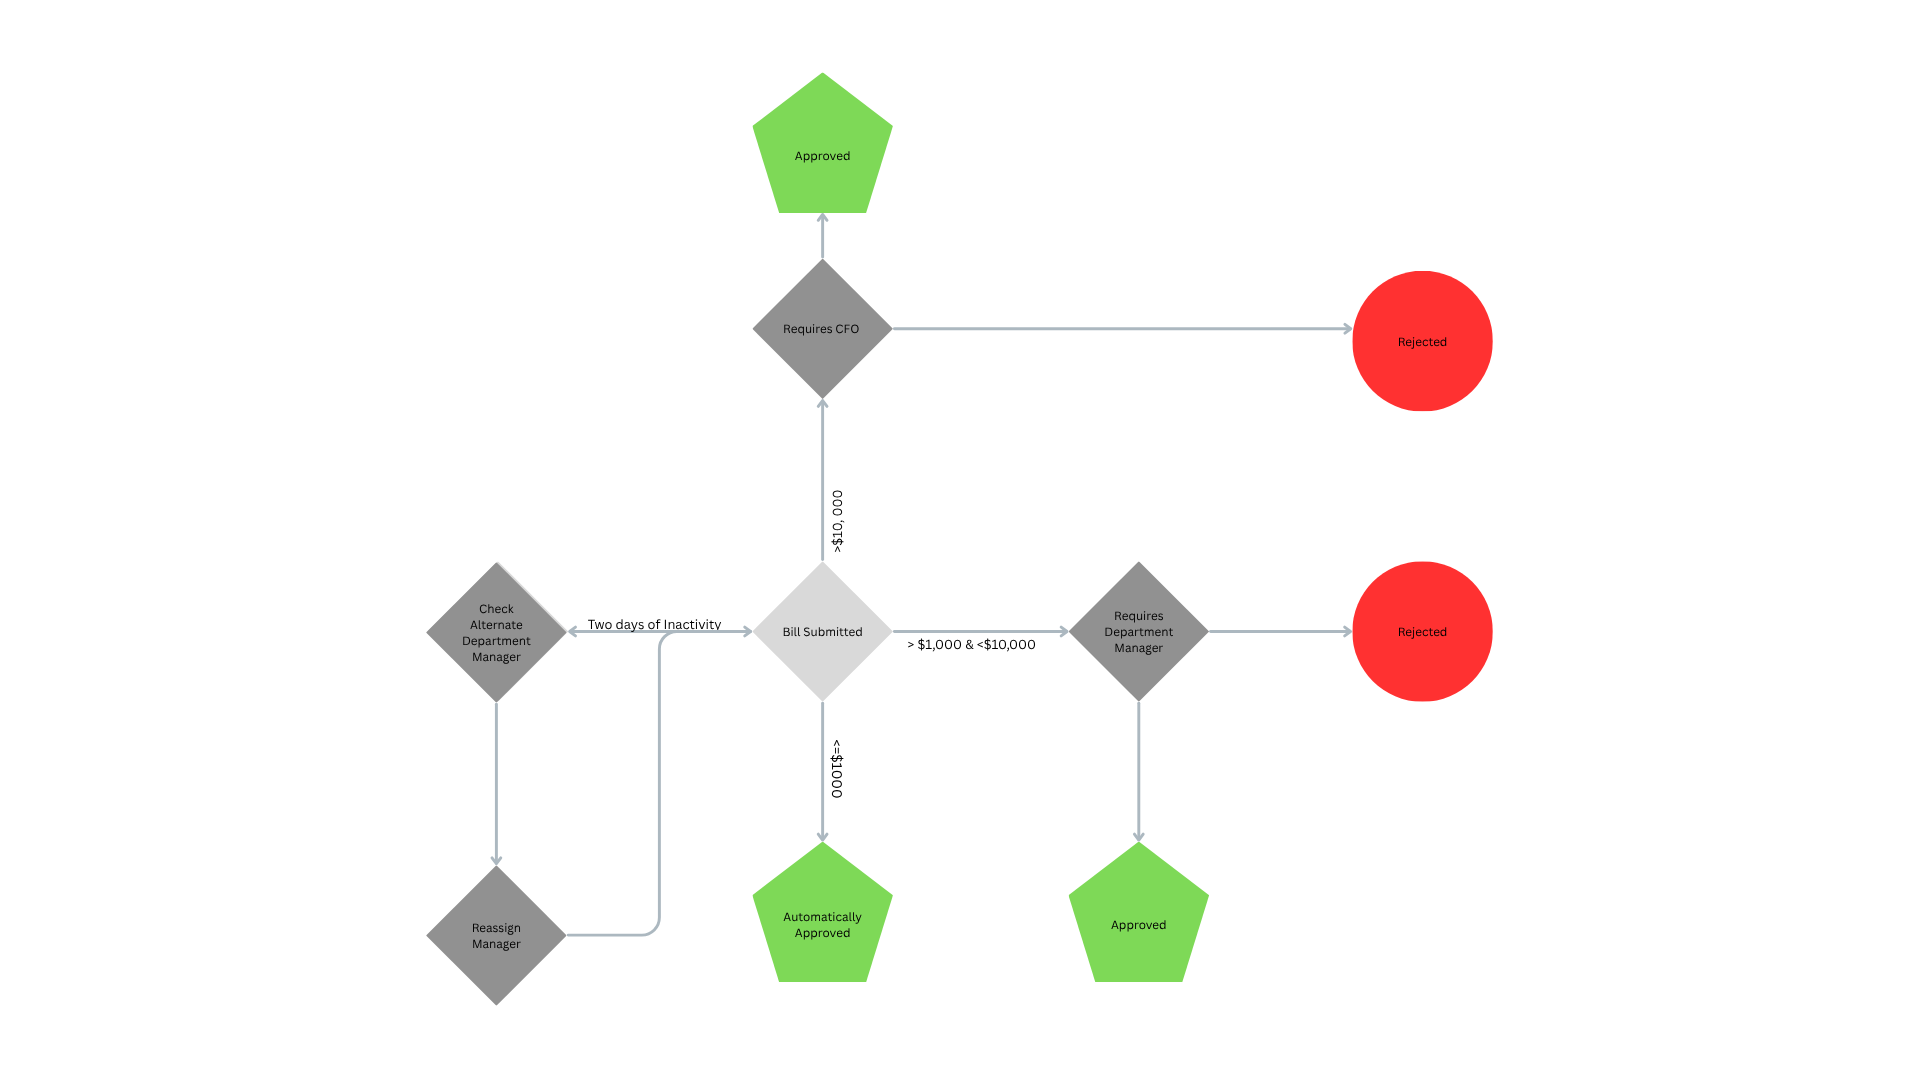 Approved
Requires CFO
Rejected
>$10, 000
Check
Alternate
Department
Manager
Two days of Inactivity
Bill Submitted
> $1,000 & <$10,000
Requires
Department
Manager
Rejected
<=$1000
Reassign
Manager
Automatically
Approved
Approved